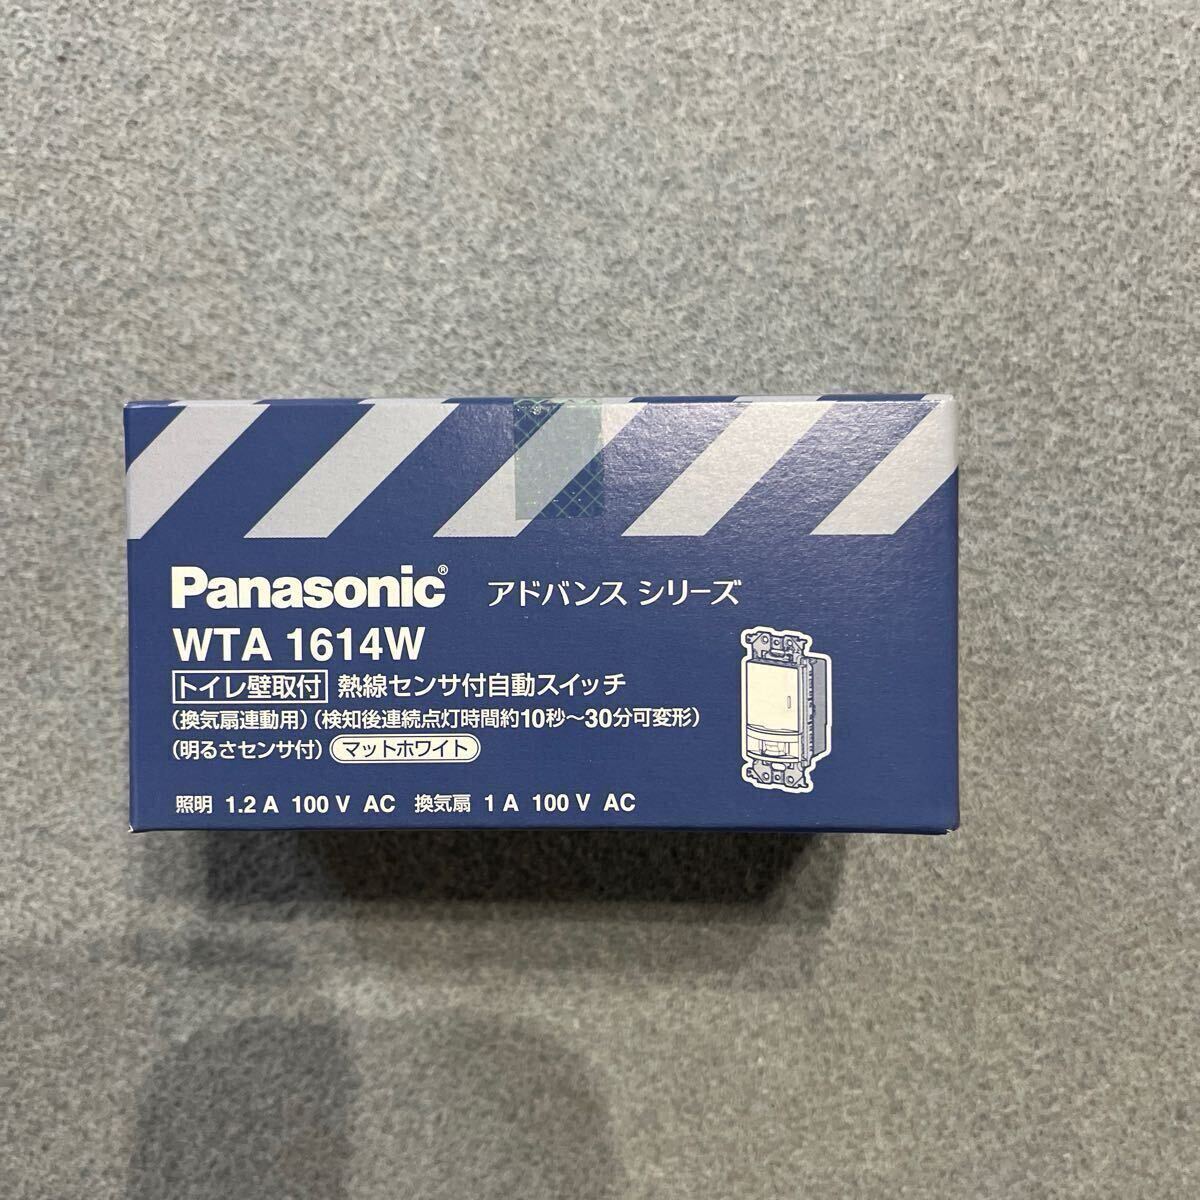 Panasonic® アドバンス シリーズ
WTA 1614W
トイレ壁取付 熱線センサ付自動スイッチ
(換気扇連動用)(検知後連続点灯時間約10秒～30分可変形)
(明るさセンサ付) マットホワイト
照明 1.2 A 100 V AC 換気扇 1 A 100 V AC